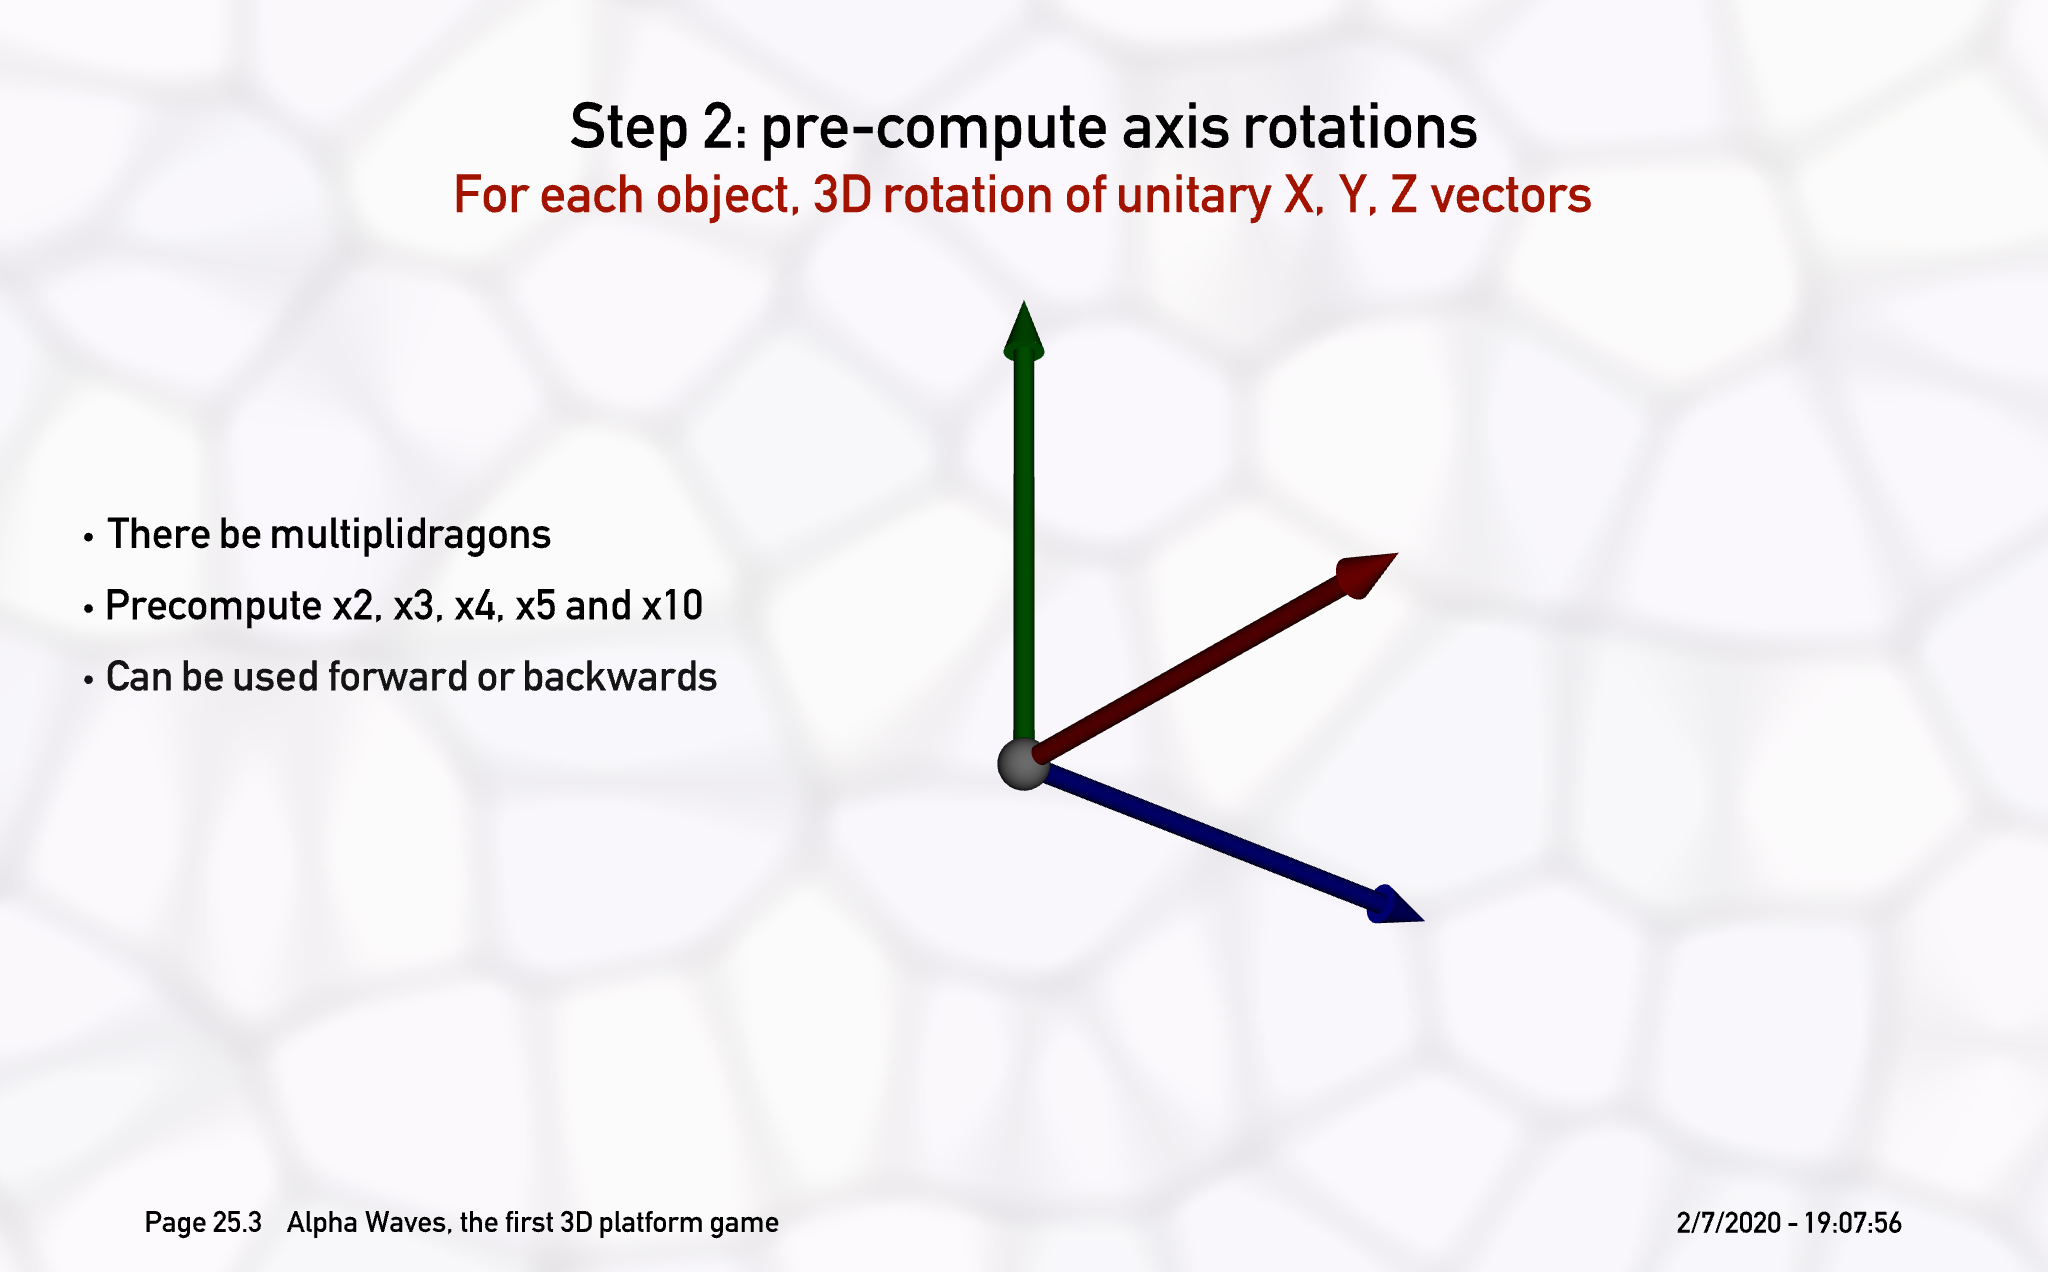 Step 2: pre-compute axis rotations
For each object, 3D rotation of unitary X, Y, Z vectors
• There be multiplidragons
• Precompute x2, x3, x4, x5 and x10
• Can be used forward or backwards
Page 25.3 Alpha Waves, the first 3D platform game
2/7/2020 - 19:07:56